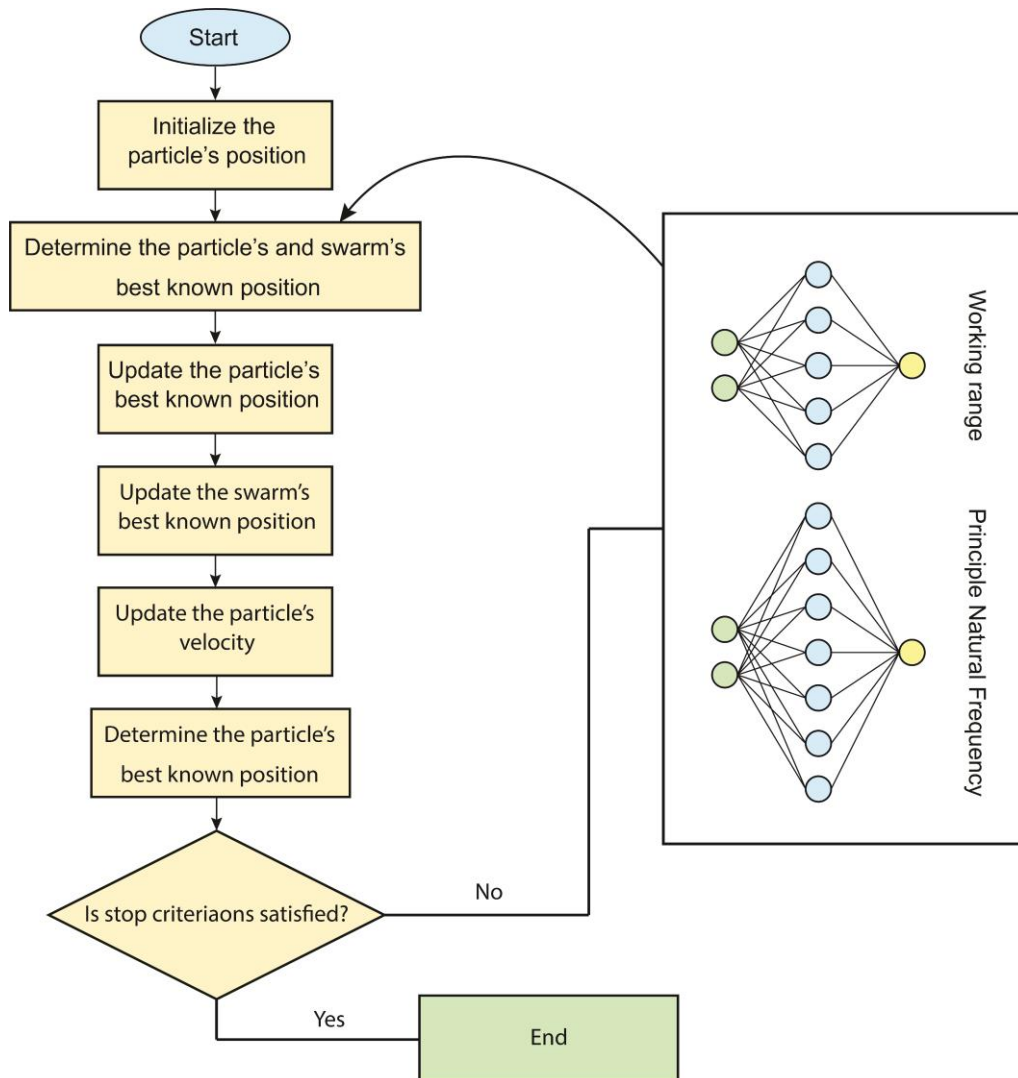 Start
Initialize the
particle's position
Determine the particle's and swarm's
best known position
Update the particle's
best known position
Update the swarm's
best known position
Update the particle's
velocity
Determine the particle's
best known position
Is stop criteriaons satisfied?
No
Yes
End
Working range
Principle Natural Frequency